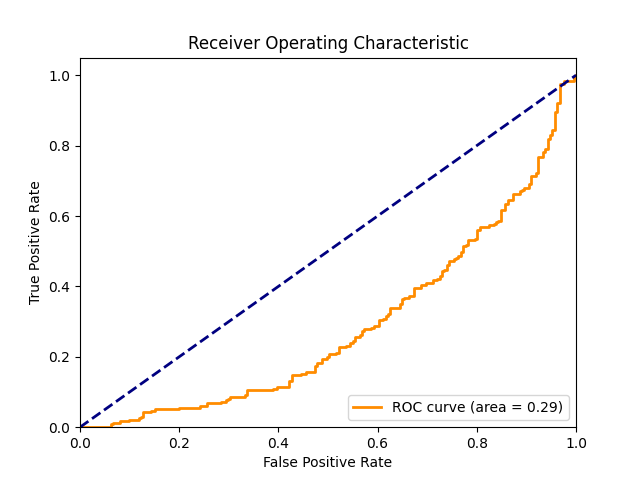 Receiver Operating Characteristic
True Positive Rate
1.0
0.8
0.6
0.4
0.2
0.0
ROC curve (area = 0.29)
0.0 0.2 0.4 0.6 0.8 1.0
False Positive Rate